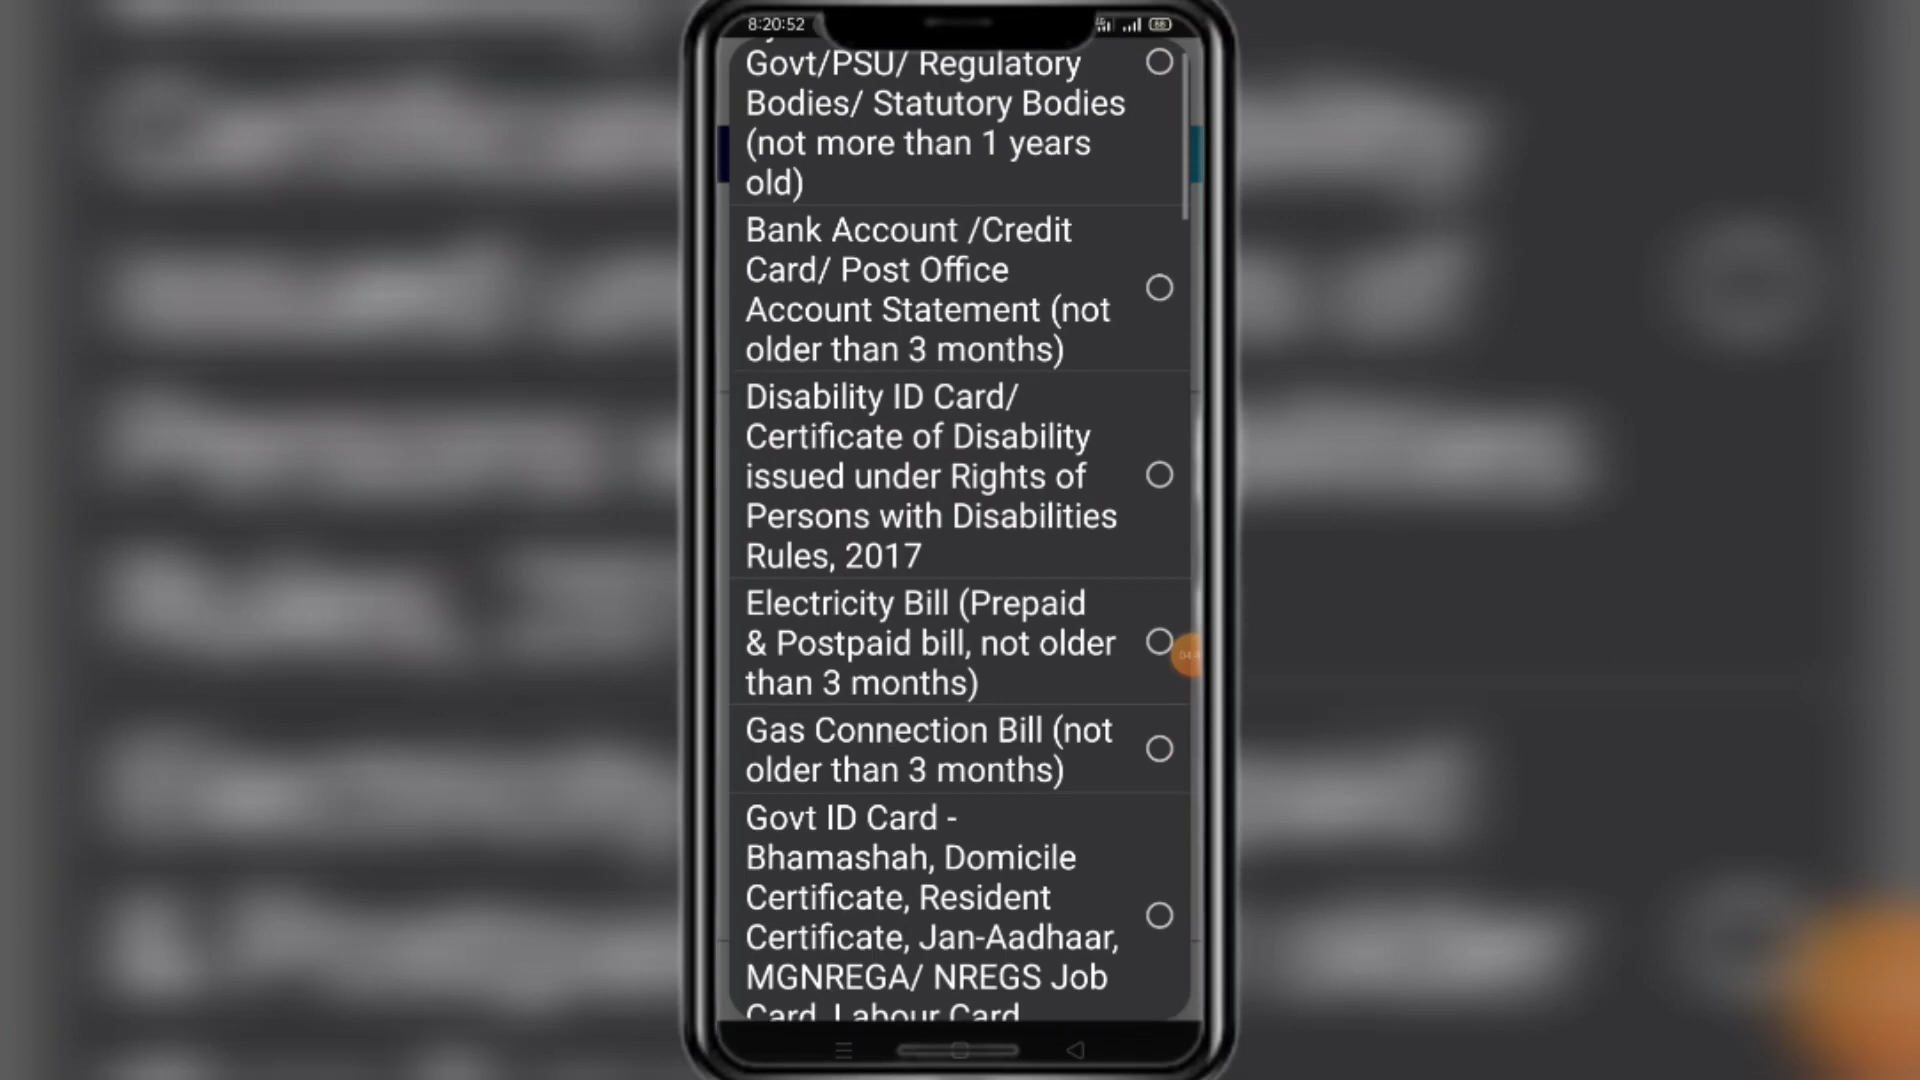 8:20:52
Govt/PSU/ Regulatory
Bodies/ Statutory Bodies
(not more than 1 years
old)
Bank Account /Credit
Card/ Post Office
Account Statement (not
older than 3 months)
Disability ID Card/
Certificate of Disability
issued under Rights of
Persons with Disabilities
Rules, 2017
Electricity Bill (Prepaid
& Postpaid bill, not older
than 3 months)
Gas Connection Bill (not
older than 3 months)
Govt ID Card -
Bhamashah, Domicile
Certificate, Resident
Certificate, Jan-Aadhaar,
MGNREGA/ NREGS Job
Card, Labour Card